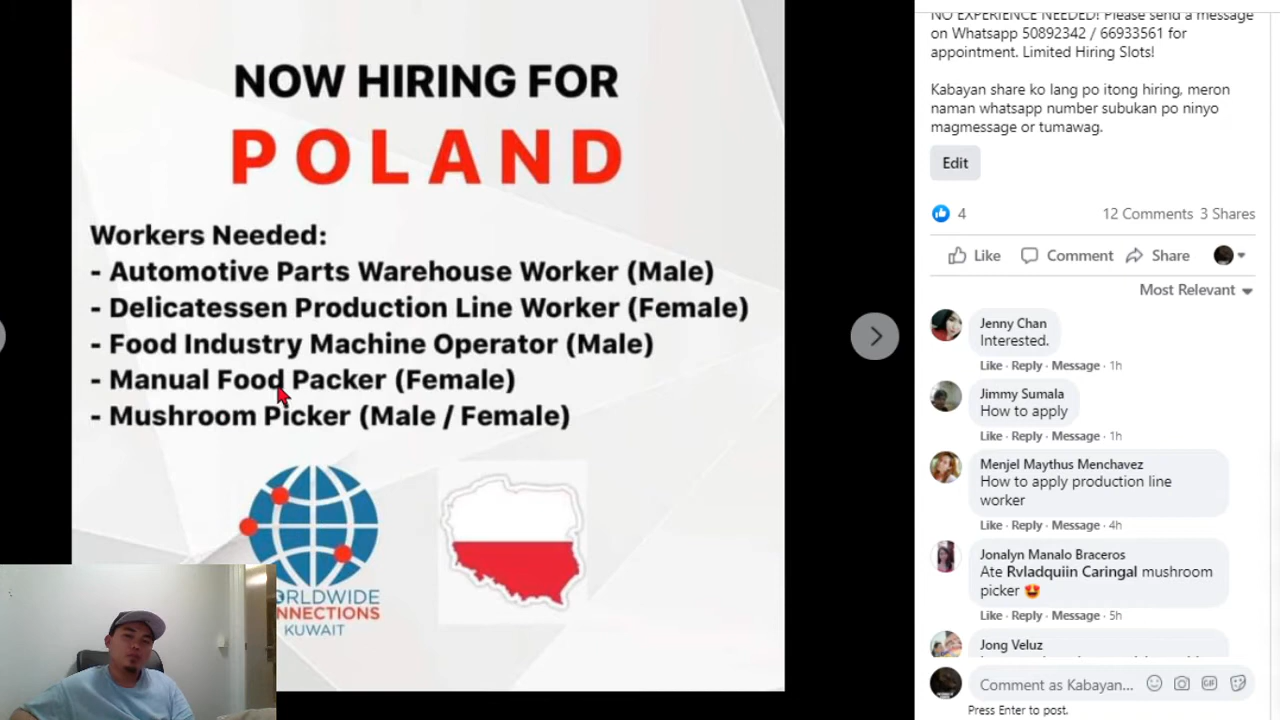 NOW HIRING FOR
POLAND
Workers Needed:
- Automotive Parts Warehouse Worker (Male)
- Delicatessen Production Line Worker (Female)
- Food Industry Machine Operator (Male)
- Manual Food Packer (Female)
- Mushroom Picker (Male / Female)
ORLDWIDE
NNECTIONS
KUWAIT
NO EXPERIENCE NEEDED! Please send a message
on Whatsapp 50892342 / 66933561 for
appointment. Limited Hiring Slots!
Kabayan share ko lang po itong hiring, meron
naman whatsapp number subukan po ninyo
magmessage or tumawag.
Edit
4 12 Comments 3 Shares
Like Comment Share
Most Relevant
Jenny Chan
Interested.
Like · Reply · Message · 1h
Jimmy Sumala
How to apply
Like · Reply · Message · 1h
Menjel Maythus Menchavez
How to apply production line
worker
Like · Reply · Message · 4h
Jonalyn Manalo Braceros
Ate Rvladquiin Caringal mushroom
picker
Like · Reply · Message · 5h
Jong Veluz
Comment as Kabayan...
GIF
Press Enter to post.